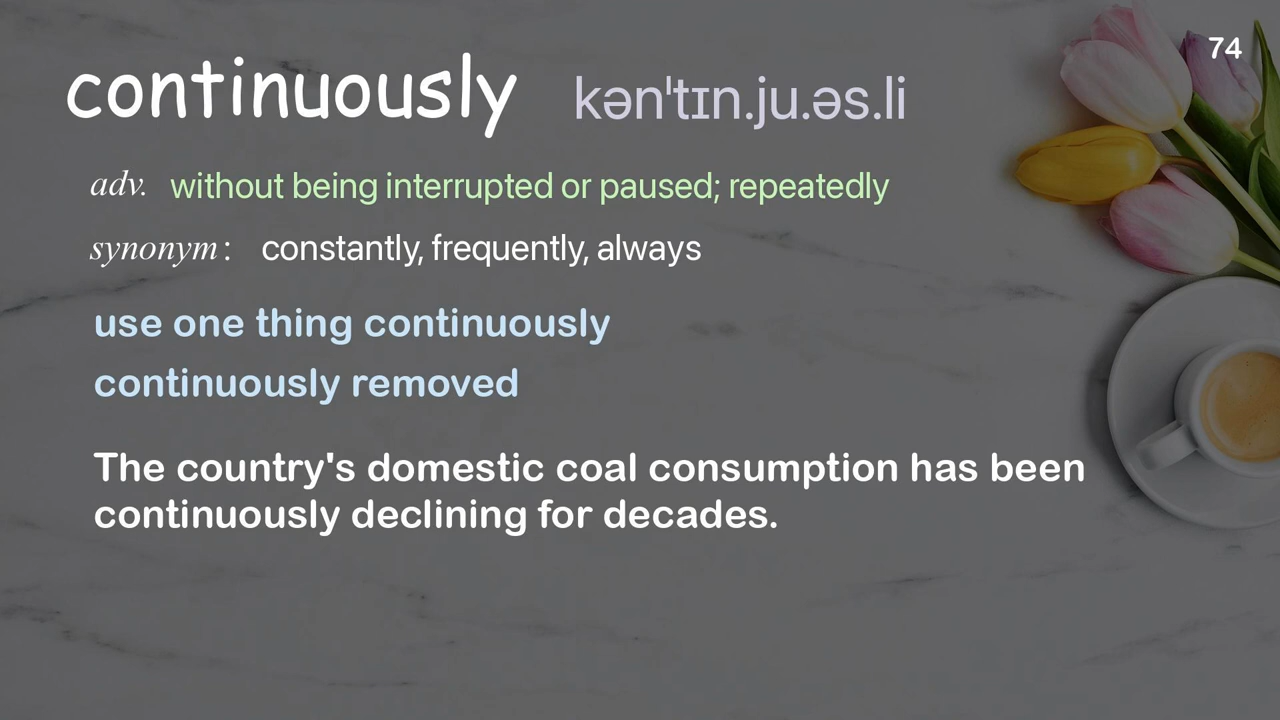 74
continuously kən'tɪn.ju.əs.li
adv. without being interrupted or paused; repeatedly
synonym: constantly, frequently, always
use one thing continuously
continuously removed
The country's domestic coal consumption has been
continuously declining for decades.